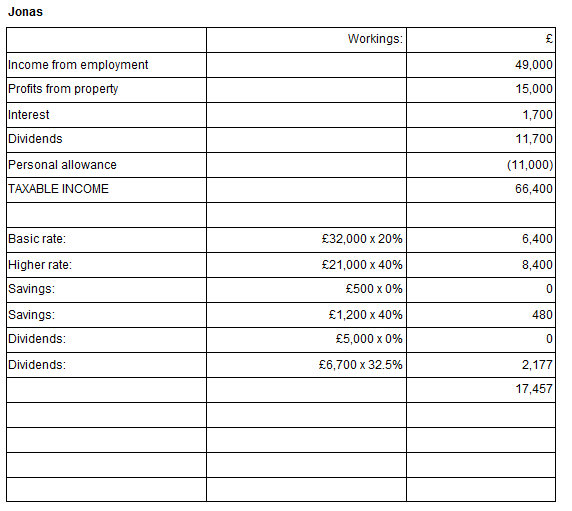 Jonas
Workings: £
Income from employment 49,000
Profits from property 15,000
Interest 1,700
Dividends 11,700
Personal allowance (11,000)
TAXABLE INCOME 66,400
Basic rate: £32,000 x 20% 6,400
Higher rate: £21,000 x 40% 8,400
Savings: £500 x 0% 0
Savings: £1,200 x 40% 480
Dividends: £5,000 x 0% 0
Dividends: £6,700 x 32.5% 2,177
17,457